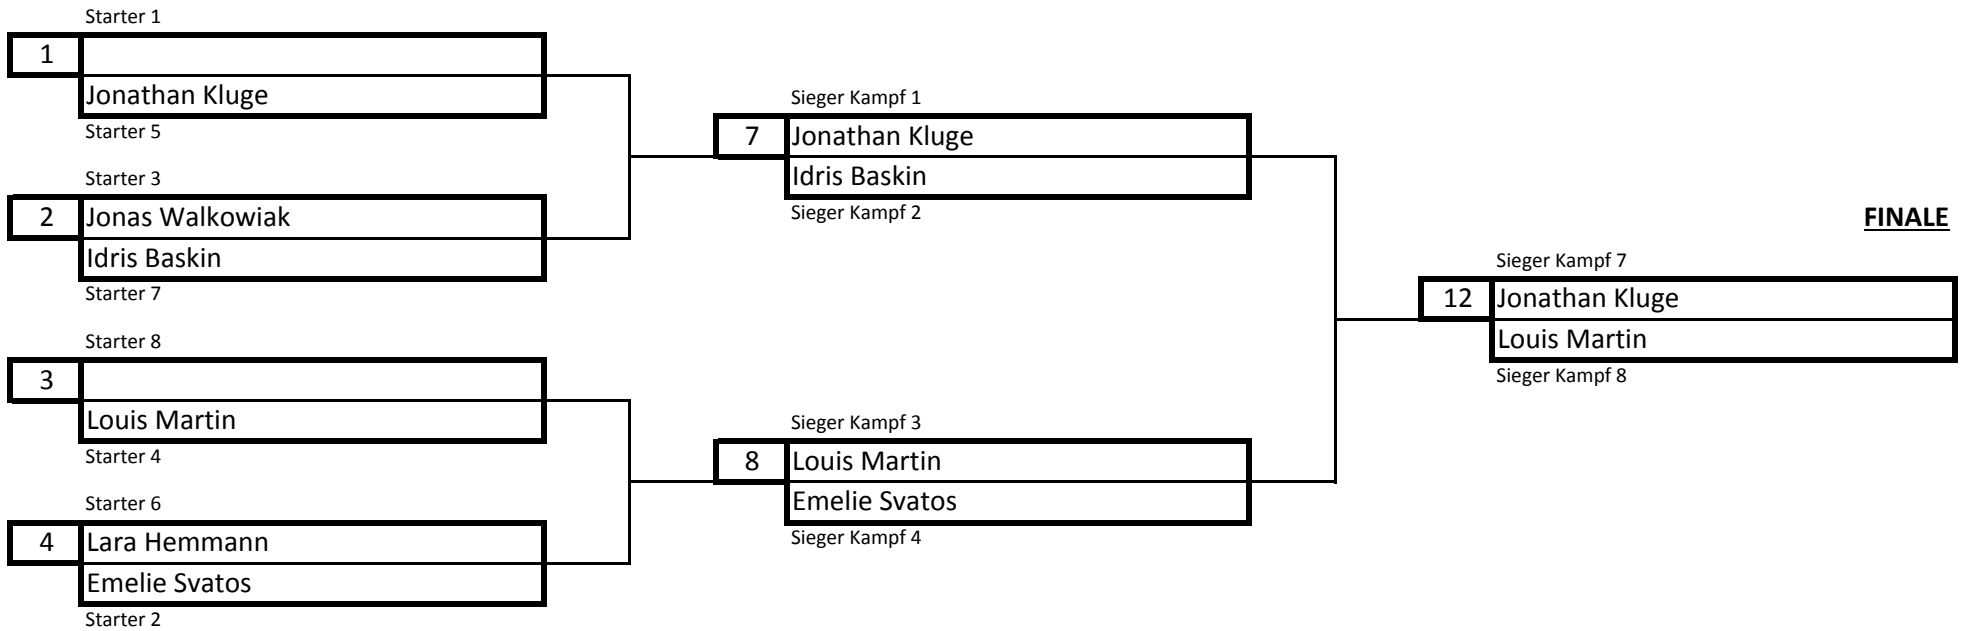 Starter 1
1
Jonathan Kluge
Starter 5
Starter 3
2 Jonas Walkowiak
Idris Baskin
Starter 7
Starter 8
3
Louis Martin
Starter 4
Starter 6
4 Lara Hemmann
Emelie Svatos
Starter 2
Sieger Kampf 1
7 Jonathan Kluge
Idris Baskin
Sieger Kampf 2
Sieger Kampf 3
8 Louis Martin
Emelie Svatos
Sieger Kampf 4
FINALE
Sieger Kampf 7
12 Jonathan Kluge
Louis Martin
Sieger Kampf 8